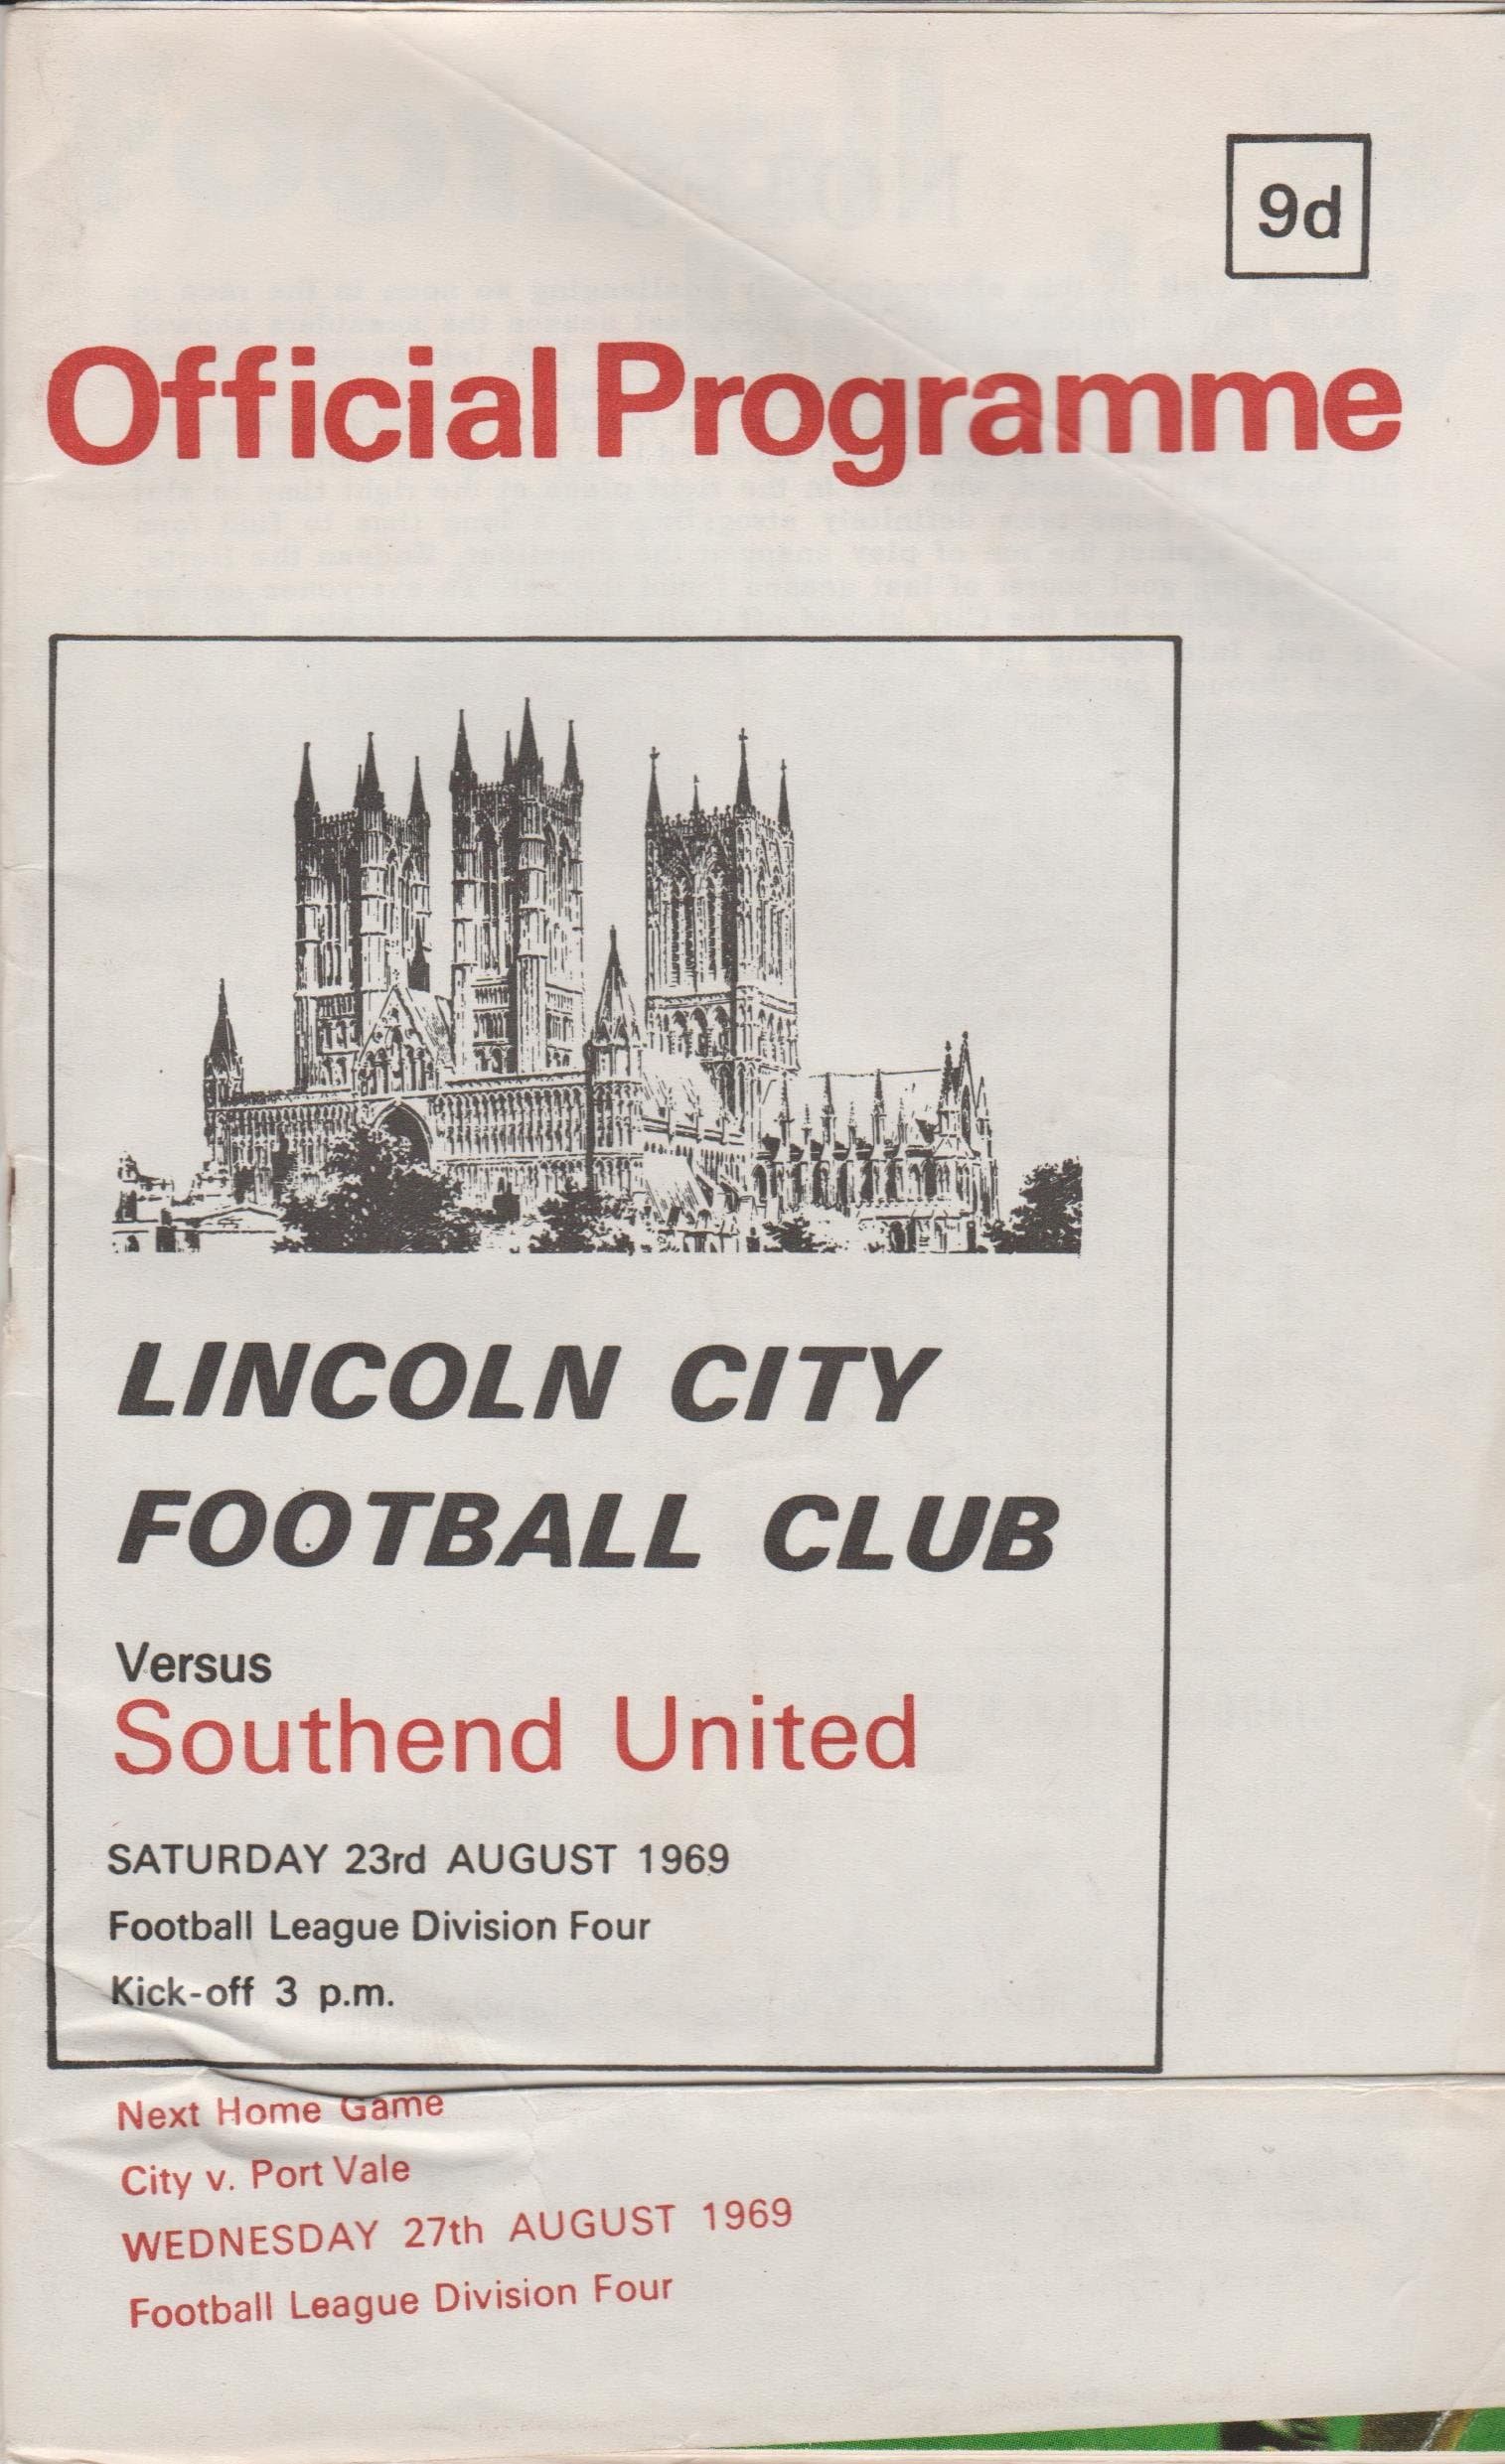 9d
Official Programme
LINCOLN CITY
FOOTBALL CLUB
Versus
Southend United
SATURDAY 23rd AUGUST 1969
Football League Division Four
Kick-off 3 p.m.
Next Home Game
City v. Port Vale
WEDNESDAY 27th AUGUST 1969
Football League Division Four